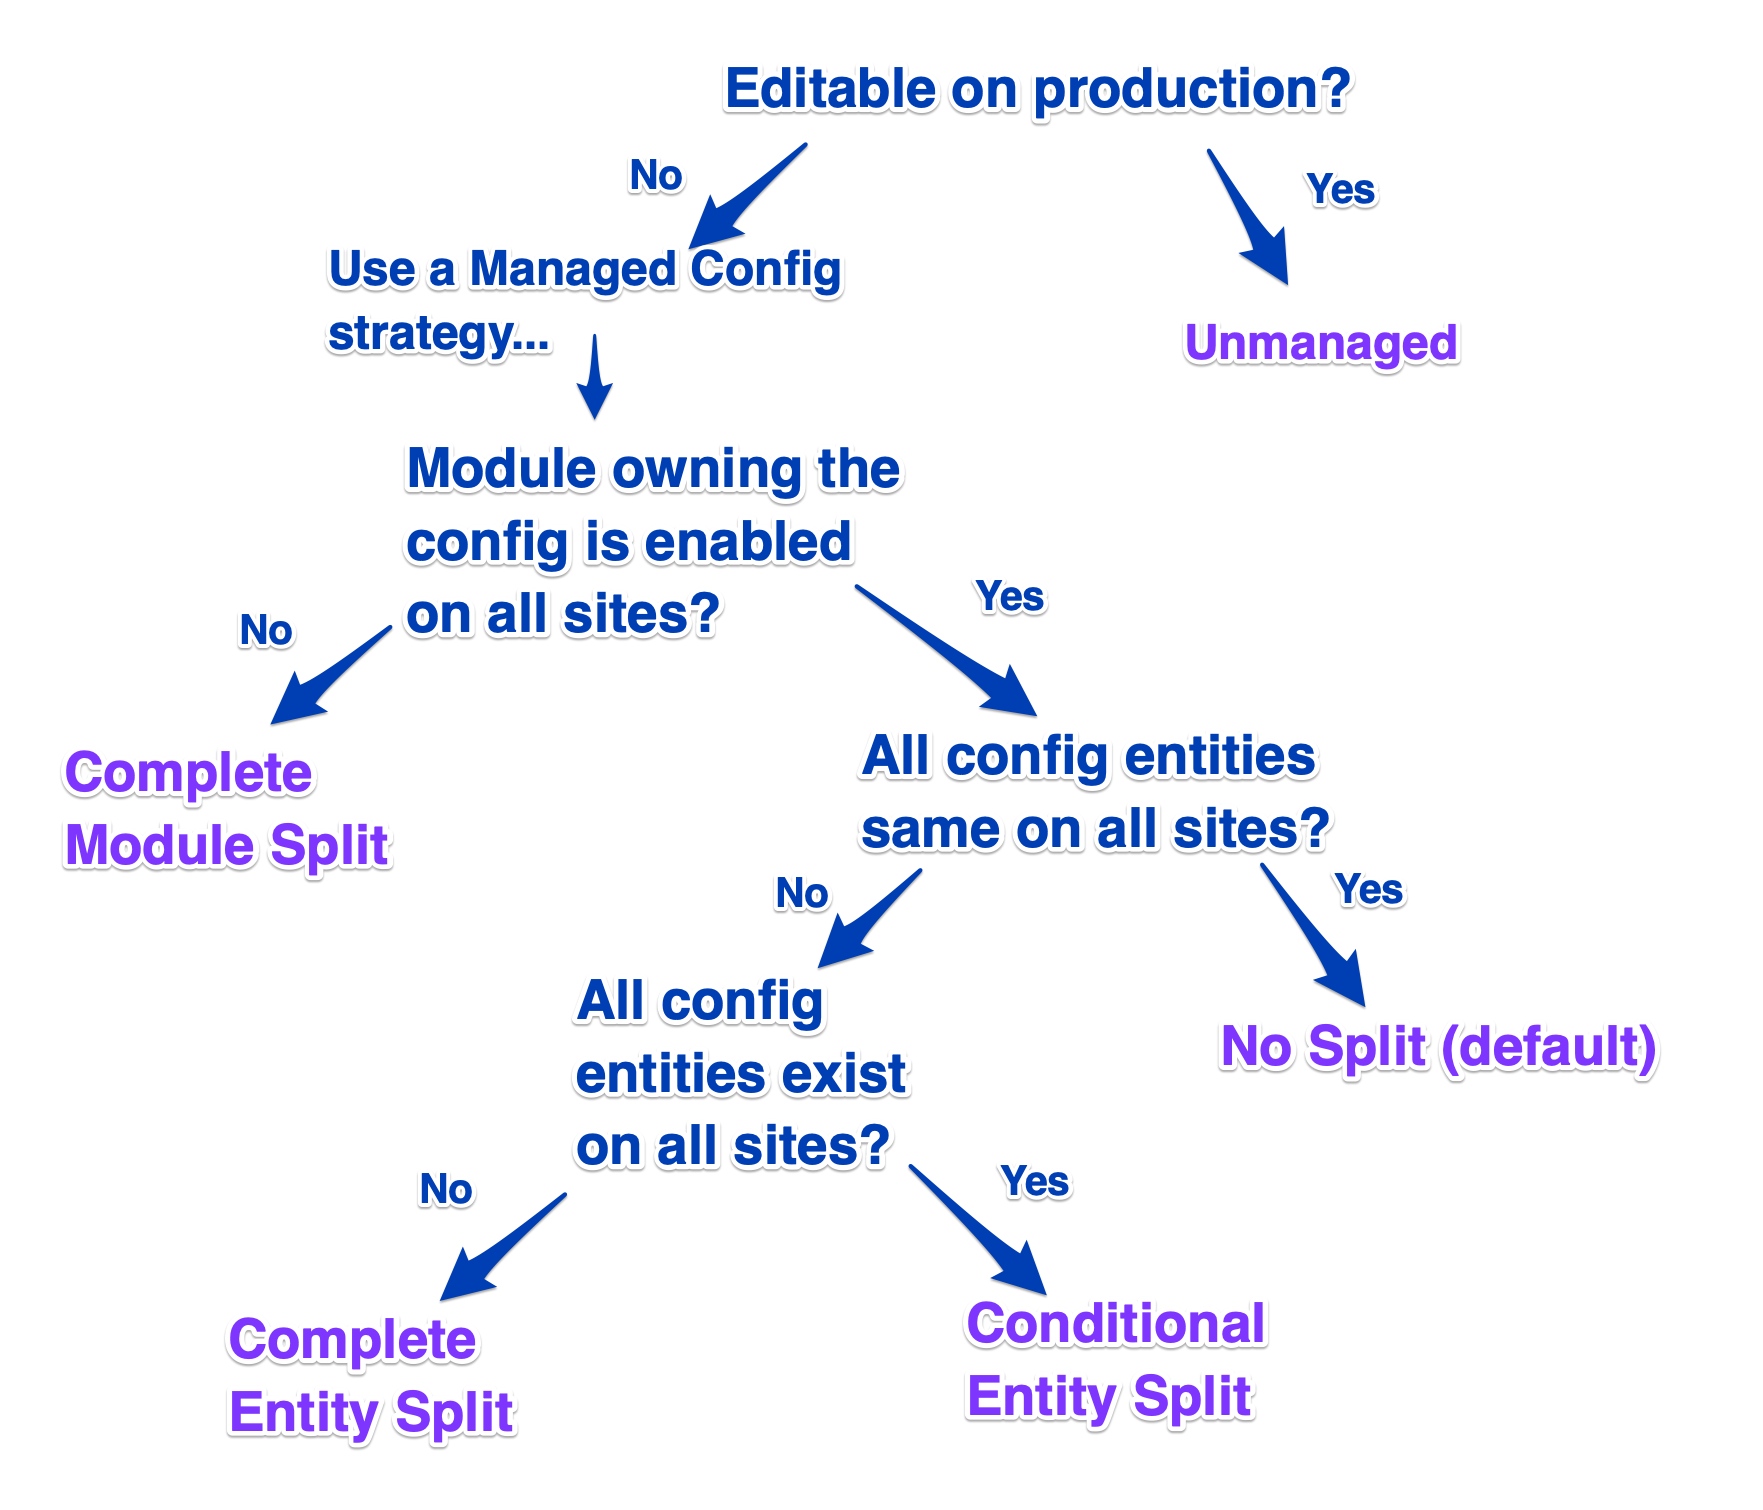 Editable on production?
No
Yes
Use a Managed Config
strategy...
Unmanaged
Module owning the
config is enabled
on all sites?
No
Yes
Complete
Module Split
All config entities
same on all sites?
No
Yes
All config
entities exist
on all sites?
No Split (default)
No
Yes
Complete
Entity Split
Conditional
Entity Split